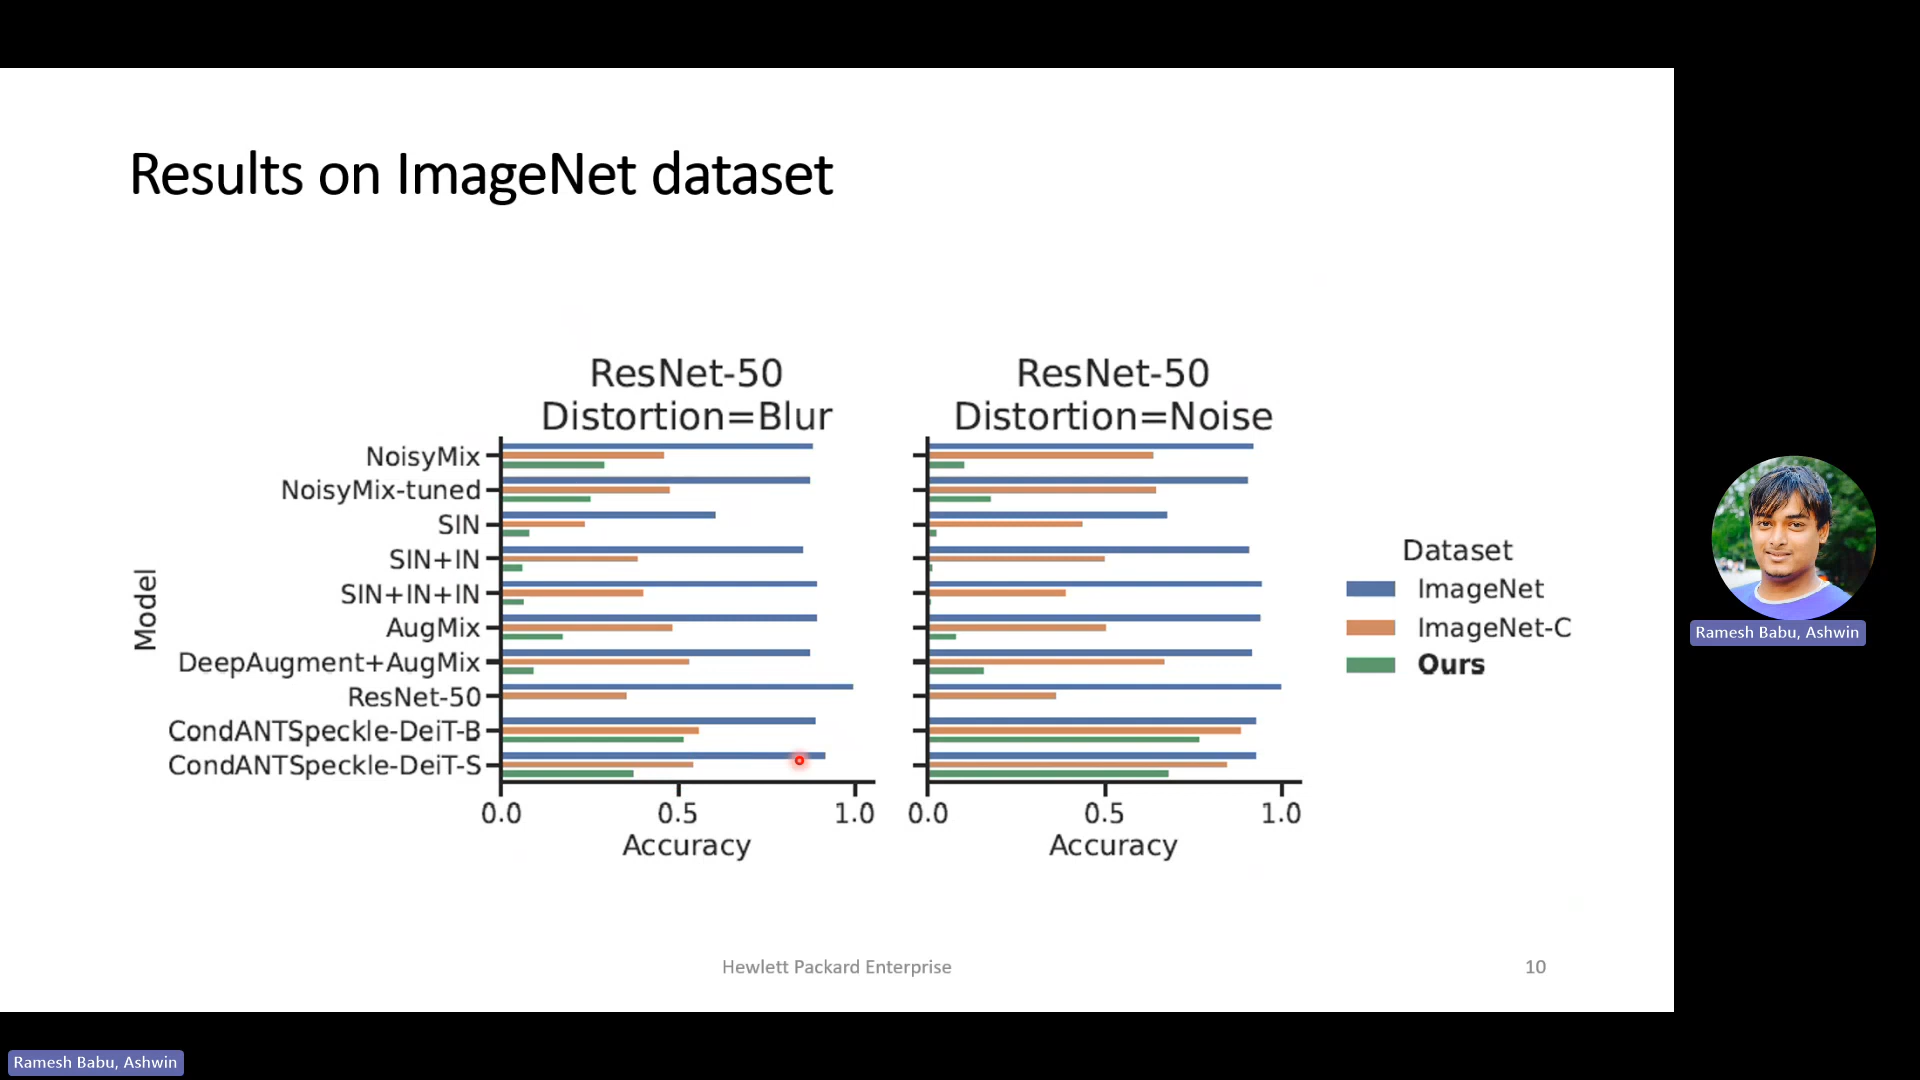 Results on ImageNet dataset
ResNet-50
Distortion=Blur
ResNet-50
Distortion=Noise
Model
NoisyMix
NoisyMix-tuned
SIN
SIN+IN
SIN+IN+IN
AugMix
DeepAugment+AugMix
ResNet-50
CondANTSpeckle-DeiT-B
CondANTSpeckle-DeiT-S
0.0 0.5 1.0
Accuracy
0.0 0.5 1.0
Accuracy
Dataset
ImageNet
ImageNet-C
Ours
Hewlett Packard Enterprise
10
Ramesh Babu, Ashwin
Ramesh Babu, Ashwin